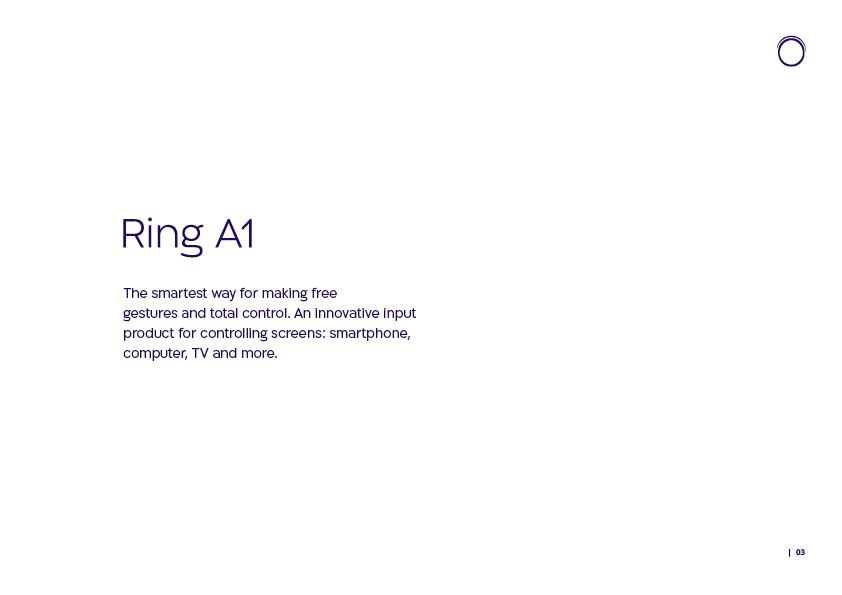 Ring A1
The smartest way for making free
gestures and total control. An innovative input
product for controlling screens: smartphone,
computer, TV and more.
| 03